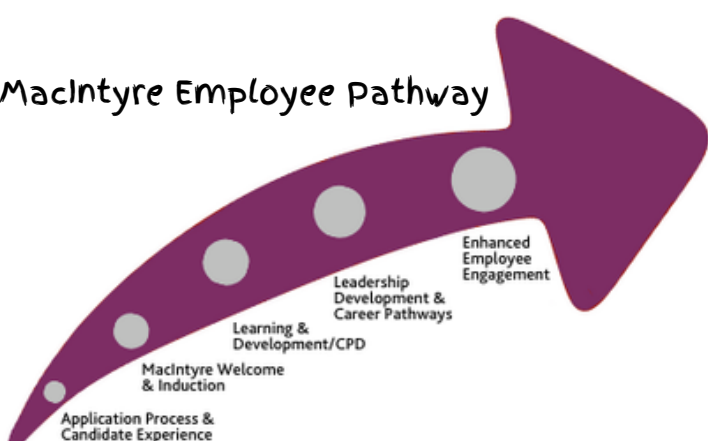 MacIntyre Employee Pathway
Enhanced
Employee
Engagement
Leadership
Development &
Career Pathways
Learning &
Development/CPD
MacIntyre Welcome
& Induction
Application Process &
Candidate Experience